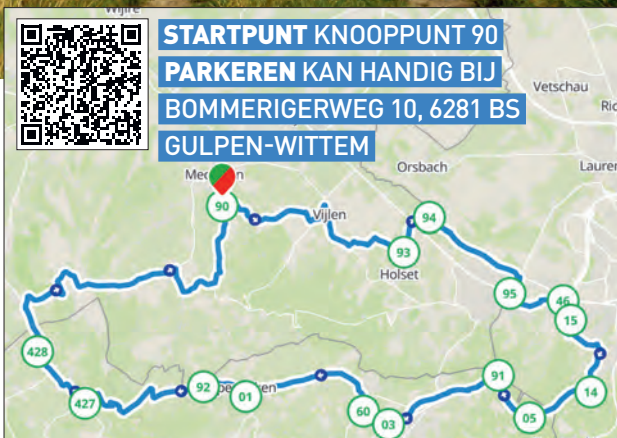 STARTPUNT KNOOPPUNT 90
PARKEREN KAN HANDIG BIJ
BOMMERIGERWEG 10, 6281 BS
GULPEN-WITTEM
Vetschau
Orsbach
90
Vijlen
94
93
Holset
95
46
15
428
427
92
01
60
03
91
05
14